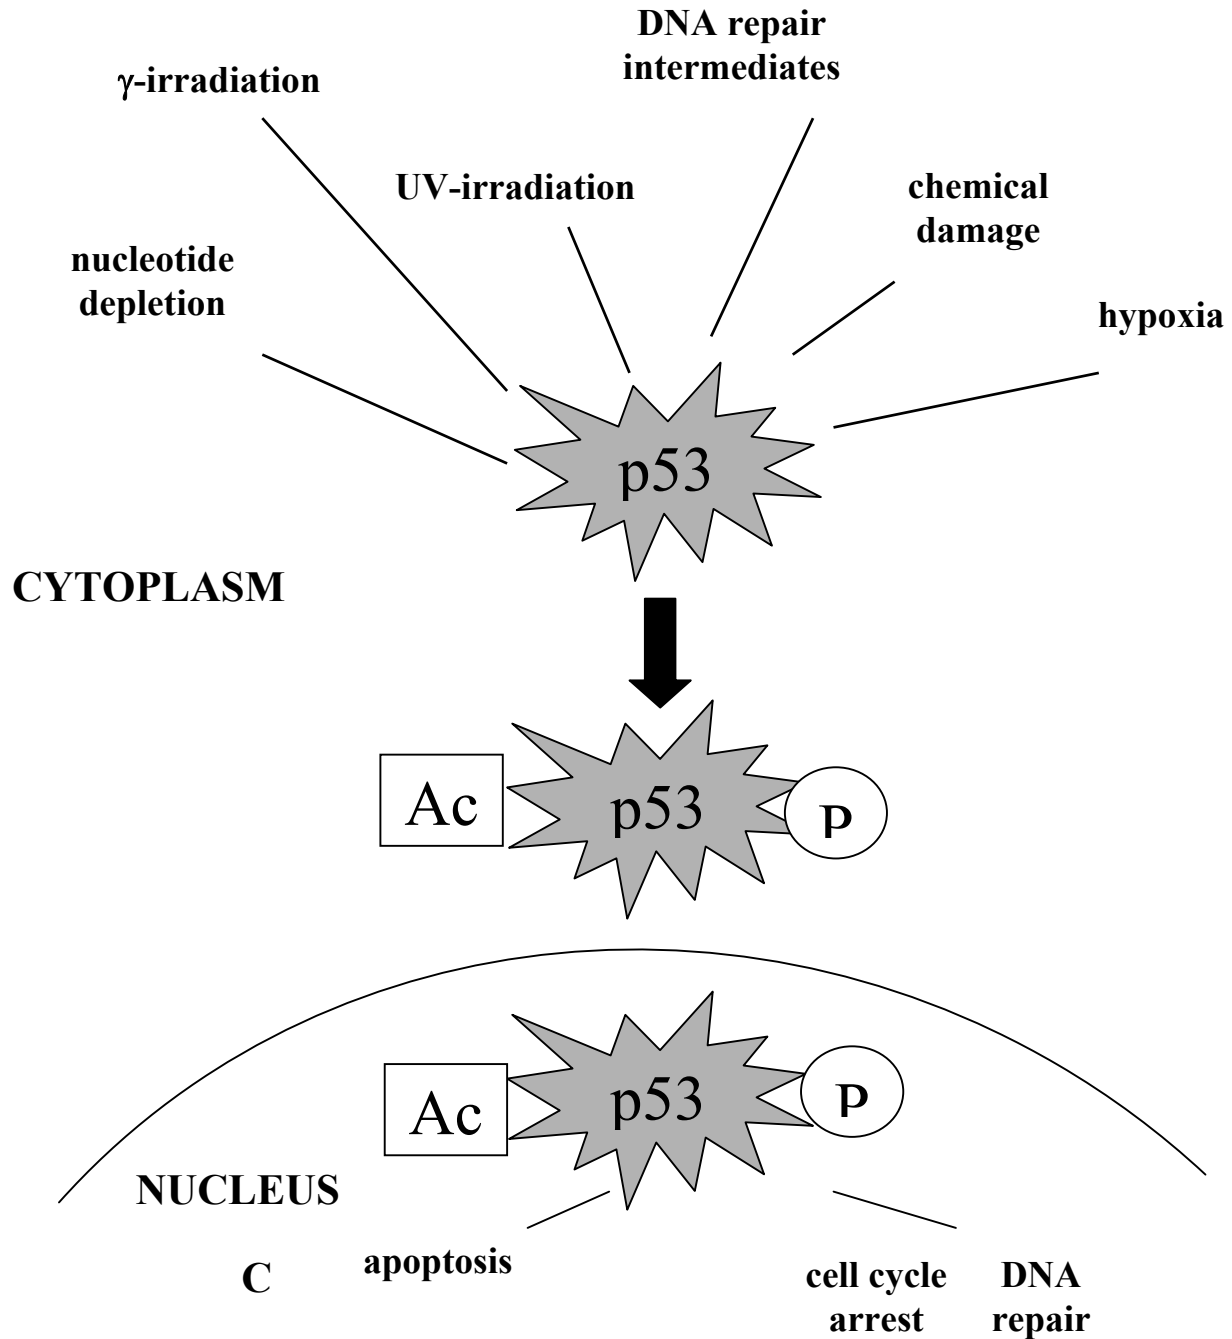 DNA repair
intermediates
γ-irradiation
UV-irradiation
chemical
damage
nucleotide
depletion
hypoxia
p53
CYTOPLASM
Ac
p53
p
Ac
p53
p
NUCLEUS
apoptosis
C
cell cycle
arrest
DNA
repair